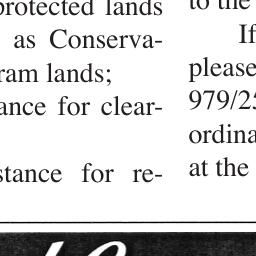 protected lands
as Conserva-
ram lands;
ance for clear-
stance for re-
to the
If
please
979/25
ordina
at the